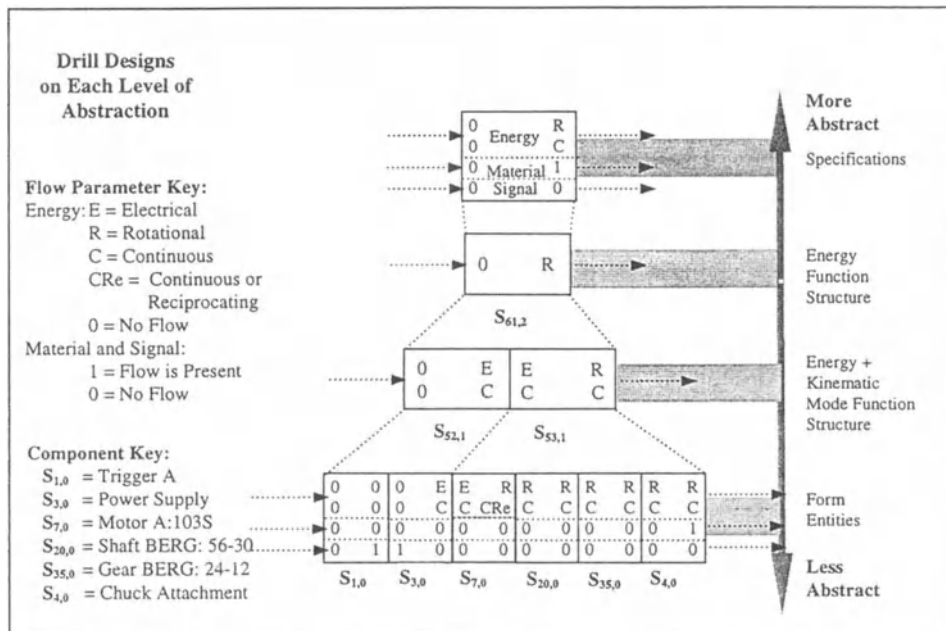 Drill Designs
on Each Level of
Abstraction
Flow Parameter Key:
Energy: E = Electrical
R = Rotational
C = Continuous
CRe = Continuous or
Reciprocating
0 = No Flow
Material and Signal:
1 = Flow is Present
0 = No Flow
Component Key:
S1,0 = Trigger A
S3,0 = Power Supply
S7,0 = Motor A:103S
S20,0 = Shaft BERG: 56-30
S35,0 = Gear BERG: 24-12
S4,0 = Chuck Attachment
0 Energy R
0 C
0 Material 1
0 Signal 0
0 R
S61,2
0 E E R
0 C C C
S52,1 S53,1
0 0 0 E E R R R R R R R
0 0 0 C C CRe C C C C C C
0 0 0 0 0 0 0 0 0 0 0 1
0 1 1 0 0 0 0 0 0 0 0 0
S1,0 S3,0 S7,0 S20,0 S35,0 S4,0
More
Abstract
Specifications
Energy
Function
Structure
Energy +
Kinematic
Mode Function
Structure
Form
Entities
Less
Abstract